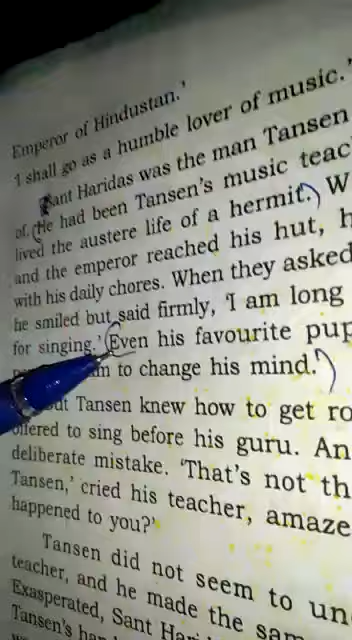 Emperor of Hindustan.'
'I shall go as a humble lover of music.'
Sant Haridas was the man Tansen
of. He had been Tansen's music teac
lived the austere life of a hermit. W
and the emperor reached his hut, h
with his daily chores. When they asked
he smiled but said firmly, 'I am long
for singing.' Even his favourite pup
to change his mind.
But Tansen knew how to get ro
offered to sing before his guru. An
deliberate mistake. 'That's not th
Tansen,' cried his teacher, amaze
happened to you?'
Tansen did not seem to un
teacher, and he made the sam
Exasperated, Sant Hari
Tansen's han